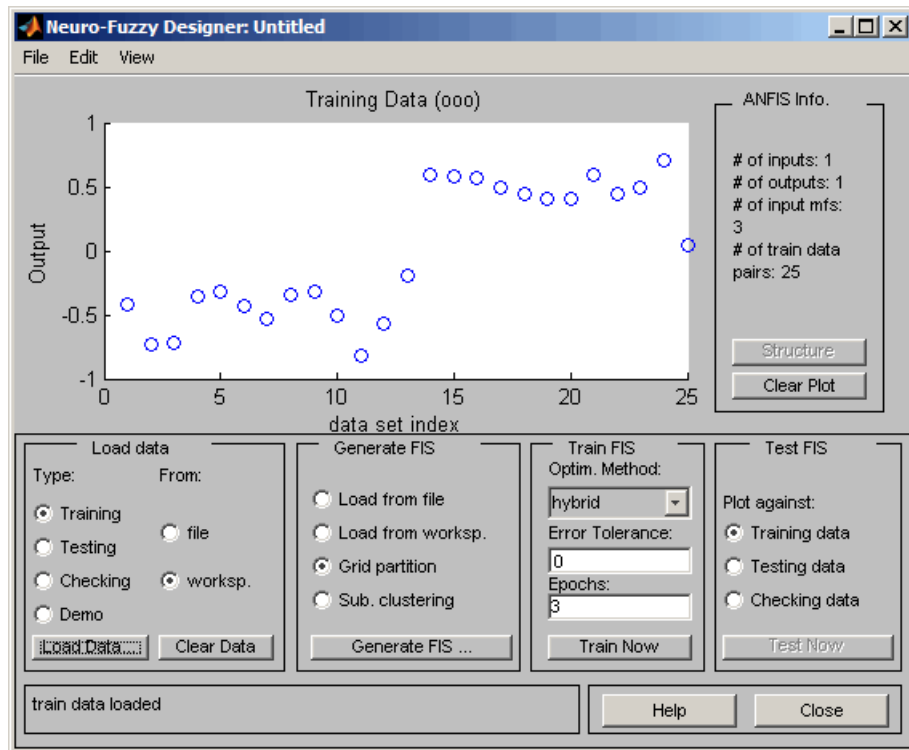 Neuro-Fuzzy Designer: Untitled
File Edit View
Training Data (ooo)
1
0.5
0
-0.5
-1
Output
0 5 10 15 20 25
data set index
ANFIS Info.
# of inputs: 1
# of outputs: 1
# of input mfs:
3
# of train data
pairs: 25
Structure
Clear Plot
Load data
Type: From:
Training
file
Testing
Checking worksp.
Demo
Load Data... Clear Data
Generate FIS
Load from file
Load from worksp.
Grid partition
Sub. clustering
Generate FIS ...
Train FIS
Optim. Method:
hybrid
Error Tolerance:
0
Epochs:
3
Train Now
Test FIS
Plot against:
Training data
Testing data
Checking data
Test Now
train data loaded
Help Close